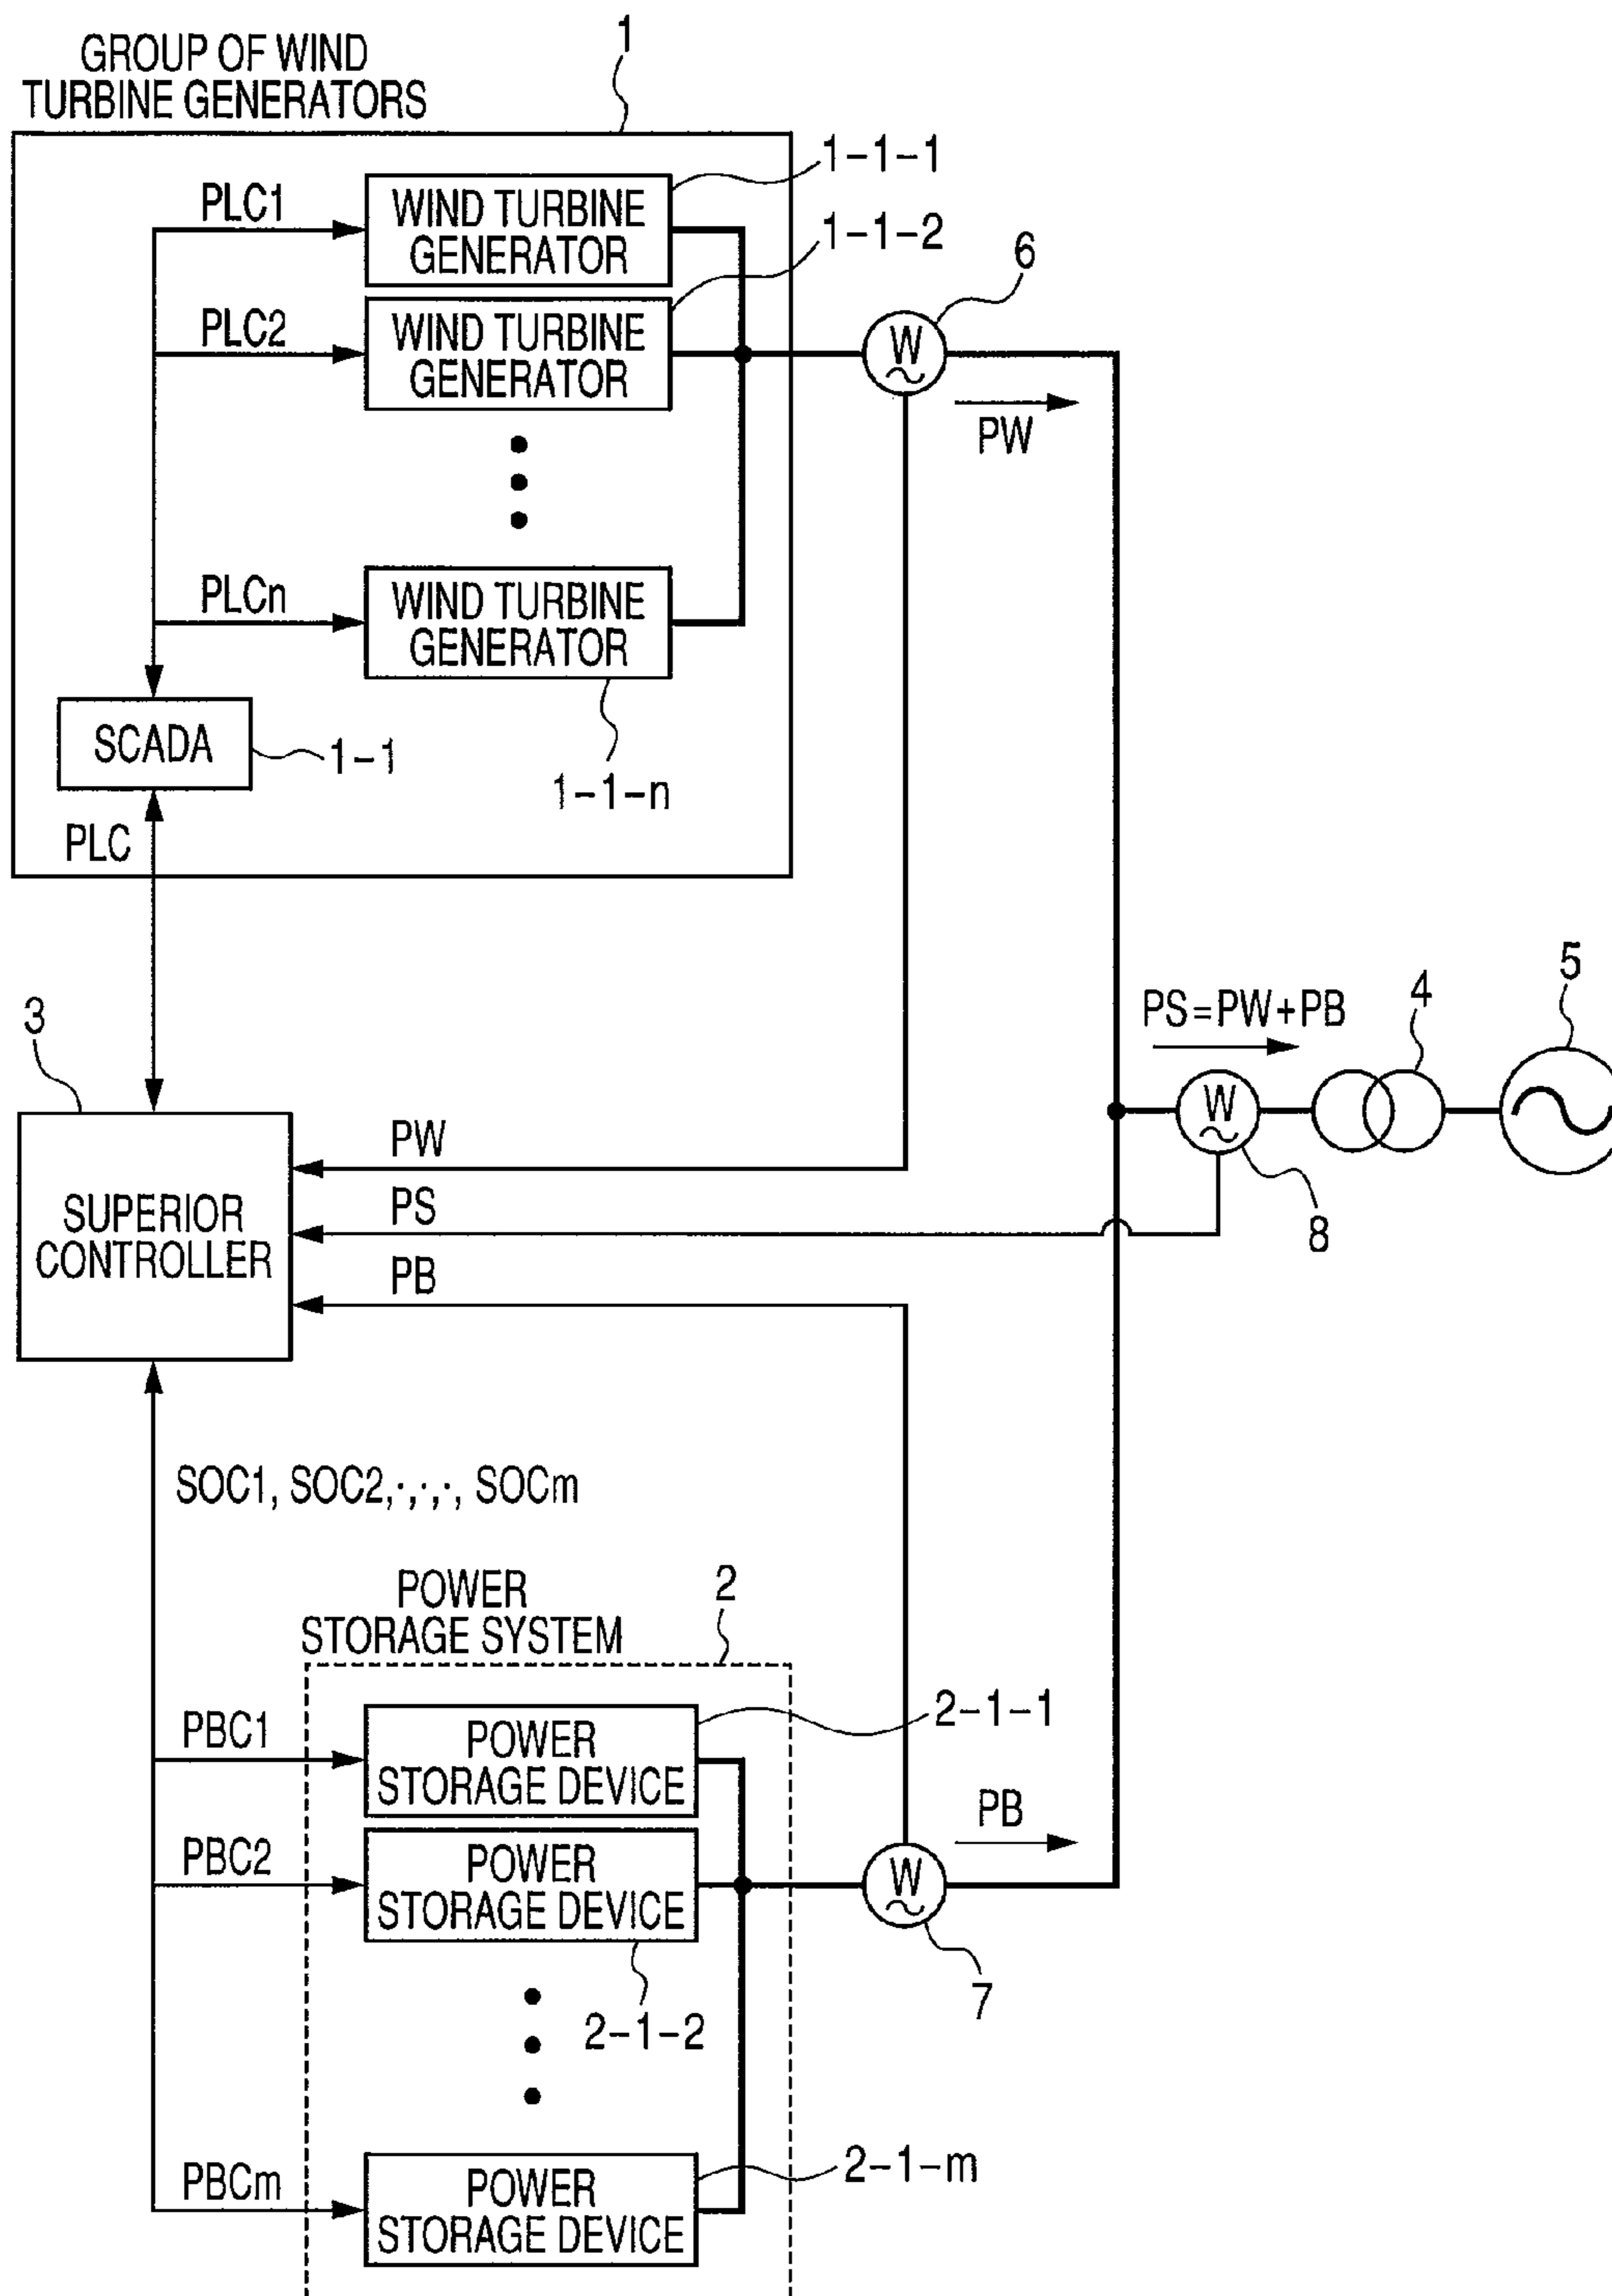 GROUP OF WIND
TURBINE GENERATORS
1
PLC1
WIND TURBINE
GENERATOR
1-1-1
PLC2
WIND TURBINE
GENERATOR
1-1-2
6
W
PW
PLCn
WIND TURBINE
GENERATOR
SCADA
1-1
1-1-n
PLC
3
PS=PW+PB
4
5
W
8
SUPERIOR
CONTROLLER
PW
PS
PB
SOC1, SOC2,·,·,·, SOCm
POWER
STORAGE SYSTEM
2
PBC1
POWER
STORAGE DEVICE
2-1-1
PBC2
POWER
STORAGE DEVICE
PB
W
7
2-1-2
PBCm
POWER
STORAGE DEVICE
2-1-m